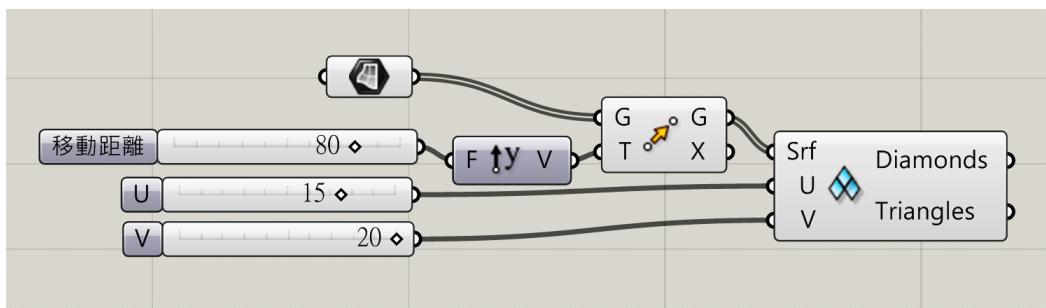 G G
移動距離 80 F y V T X Srf Diamonds
U 15 U
V 20 V Triangles